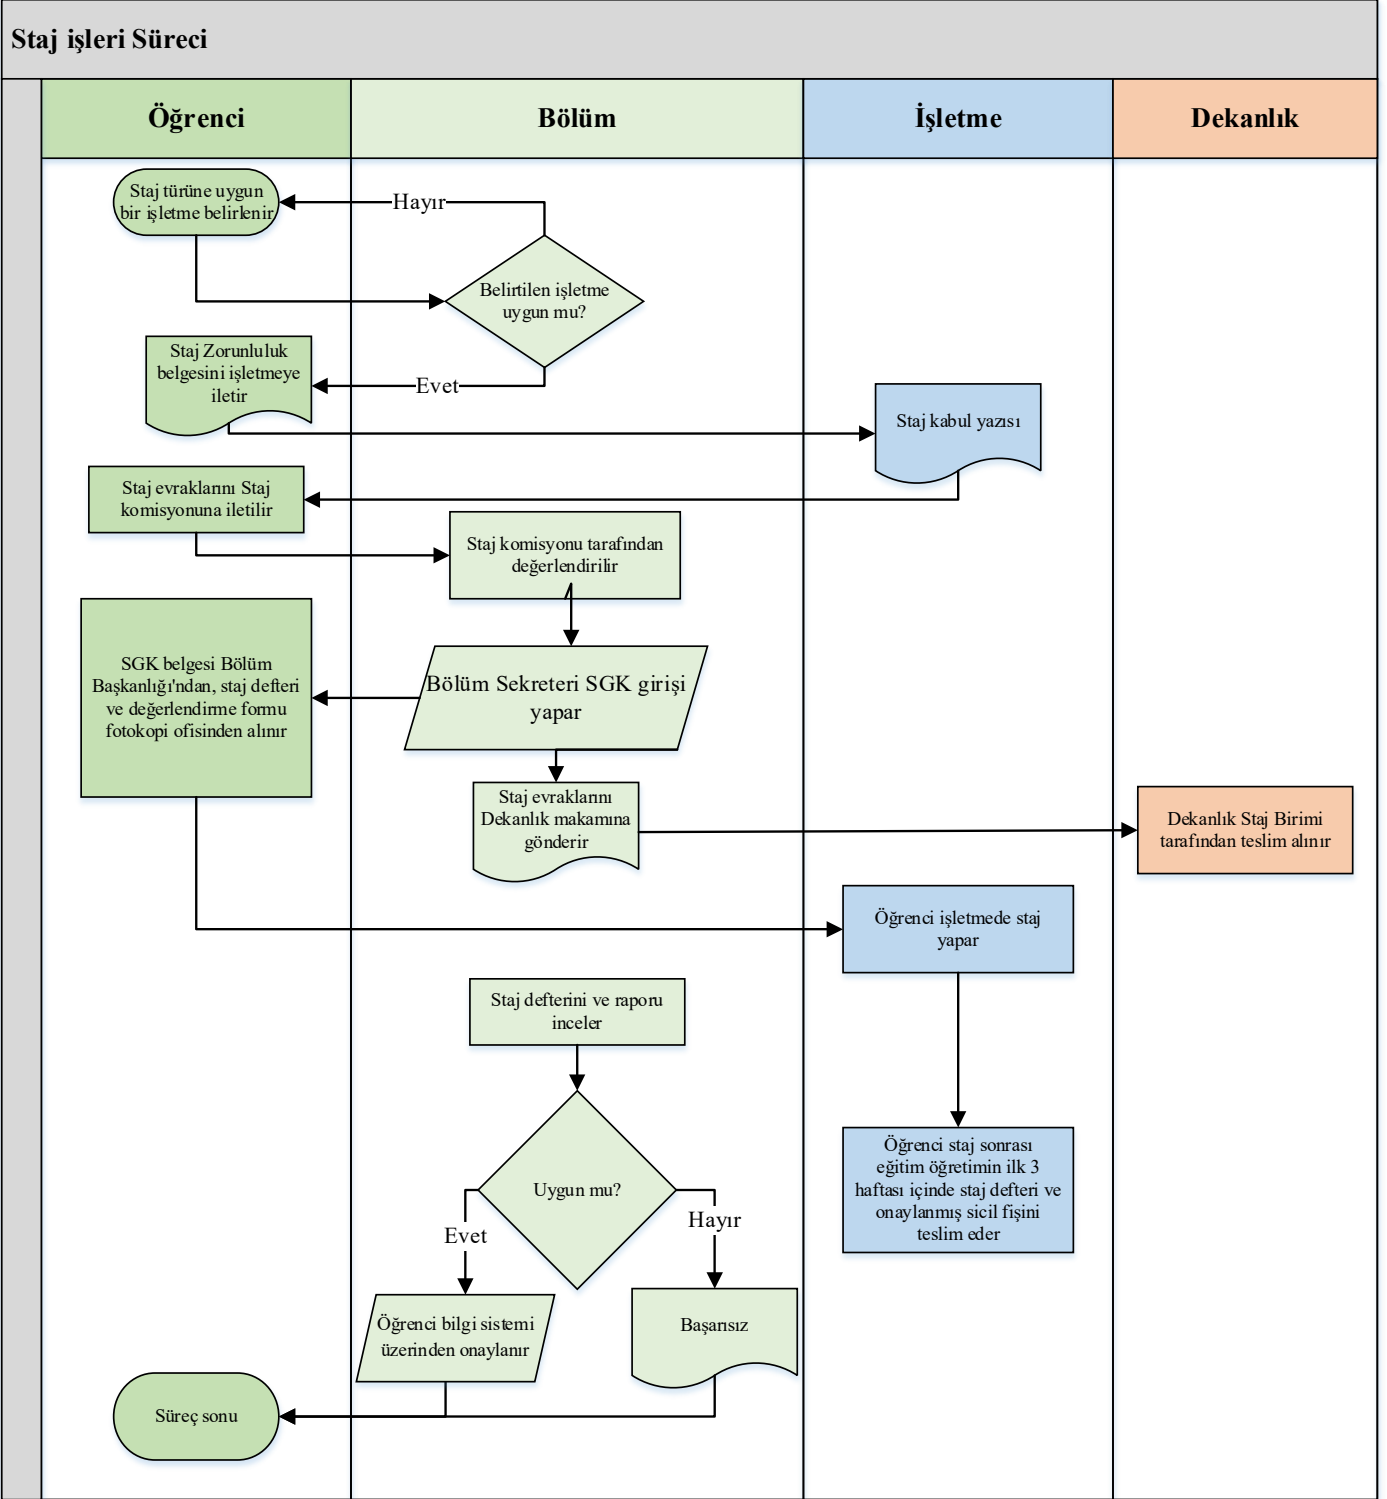 Staj işleri Süreci
Öğrenci
Bölüm
İşletme
Dekanlık
Staj türüne uygun
bir işletme belirlenir
Hayır
Belirtilen işletme
uygun mu?
Evet
Staj Zorunluluk
belgesini işletmeye
iletir
Staj kabul yazısı
Staj evraklarını Staj
komisyonuna iletilir
Staj komisyonu tarafından
değerlendirilir
SGK belgesi Bölüm
Başkanlığı'ndan, staj defteri
ve değerlendirme formu
fotokopi ofisinden alınır
Bölüm Sekreteri SGK girişi
yapar
Staj evraklarını
Dekanlık makamına
gönderir
Dekanlık Staj Birimi
tarafından teslim alınır
Öğrenci işletmede staj
yapar
Staj defterini ve raporu
inceler
Öğrenci staj sonrası
eğitim öğretimin ilk 3
haftası içinde staj defteri ve
onaylanmış sicil fişini
teslim eder
Uygun mu?
Evet
Hayır
Öğrenci bilgi sistemi
üzerinden onaylanır
Başarısız
Süreç sonu